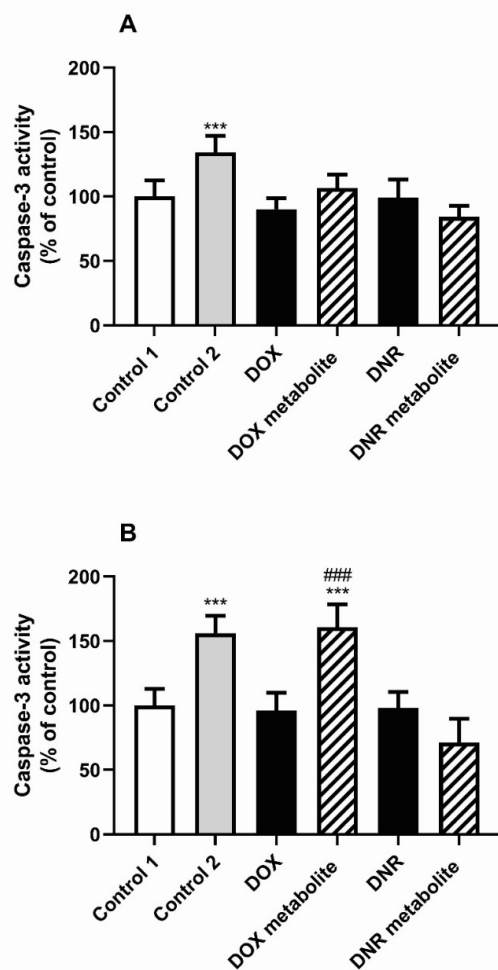 A
Caspase-3 activity
(% of control)
200
150
100
50
0
***
Control 1
Control 2
DOX
DOX metabolite
DNR
DNR metabolite
B
Caspase-3 activity
(% of control)
200
150
100
50
0
***
###
***
Control 1
Control 2
DOX
DOX metabolite
DNR
DNR metabolite